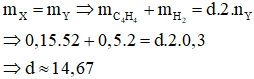 m_X = m_Y ⇒ m_{C_4H_4} + m_{H_2} = d.2.n_Y
⇒ 0,15.52 + 0,5.2 = d.2.0,3
⇒ d ≈ 14,67